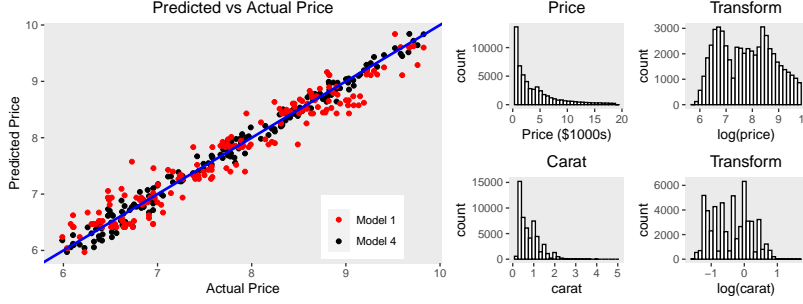 Predicted vs Actual Price
Predicted Price
10
9
8
7
6
6 7 8 9 10
Actual Price
Model 1
Model 4
Price
count
10000
5000
0
0 5 10 15 20
Price ($1000s)
Transform
count
3000
2000
1000
0
6 7 8 9 1
log(price)
Carat
count
15000
10000
5000
0
0 1 2 3 4 5
carat
Transform
count
6000
4000
2000
0
−1 0 1
log(carat)